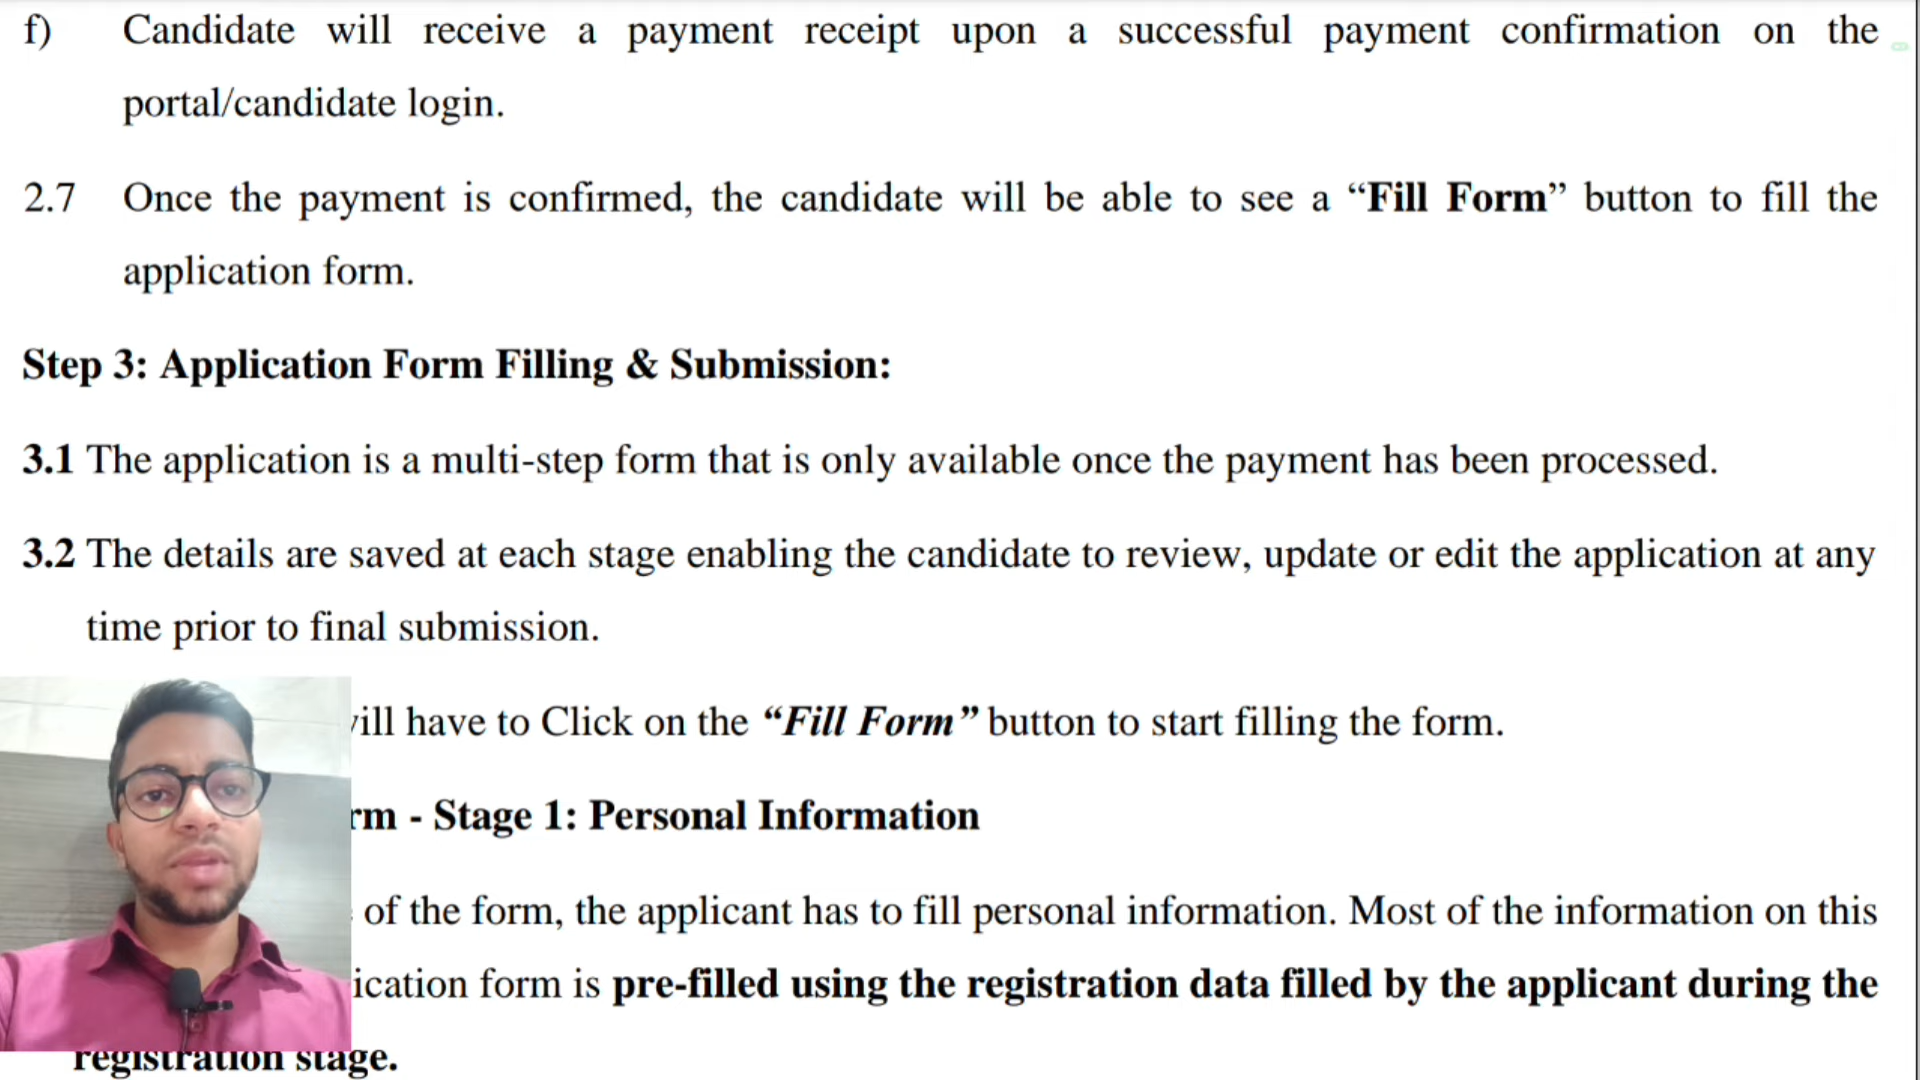 f) Candidate will receive a payment receipt upon a successful payment confirmation on the
portal/candidate login.
2.7 Once the payment is confirmed, the candidate will be able to see a “Fill Form” button to fill the
application form.
Step 3: Application Form Filling & Submission:
3.1 The application is a multi-step form that is only available once the payment has been processed.
3.2 The details are saved at each stage enabling the candidate to review, update or edit the application at any
time prior to final submission.
have to Click on the “Fill Form” button to start filling the form.
- Stage 1: Personal Information
of the form, the applicant has to fill personal information. Most of the information on this
form is pre-filled using the registration data filled by the applicant during the
registration stage.